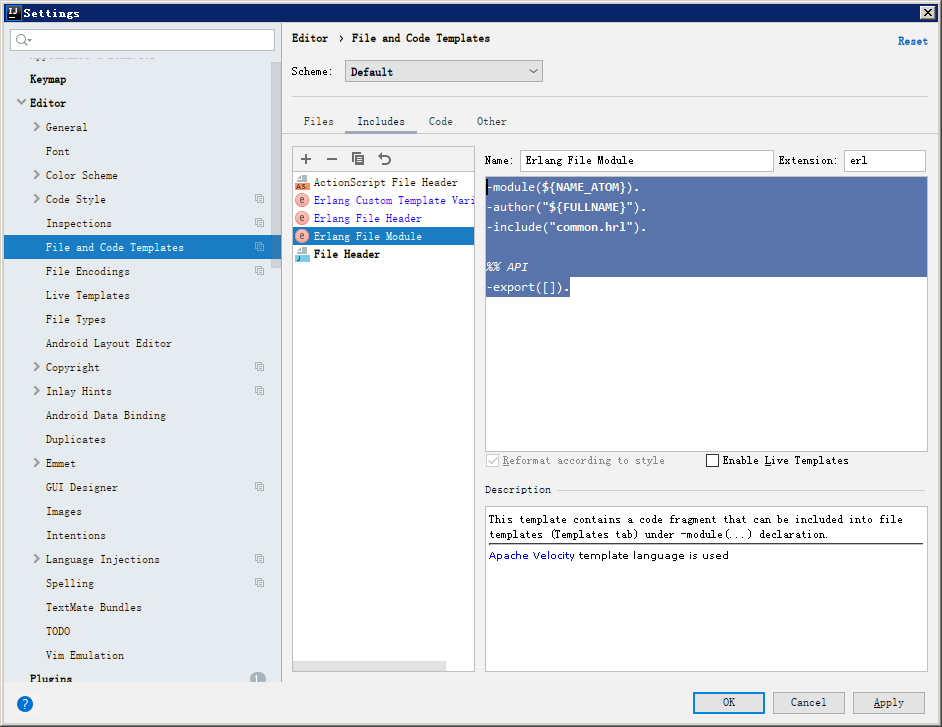 Settings
Keymap
Editor
General
Font
Color Scheme
Code Style
Inspections
File and Code Templates
File Encodings
Live Templates
File Types
Android Layout Editor
Copyright
Inlay Hints
Android Data Binding
Duplicates
Emmet
GUI Designer
Images
Intentions
Language Injections
Spelling
TextMate Bundles
TODO
Vim Emulation
Plugins 1
Editor › File and Code Templates
Reset
Scheme: Default
Files Includes Code Other
ActionScript File Header
Erlang Custom Template Vari
Erlang File Header
Erlang File Module
File Header
Name: Erlang File Module Extension: erl
-module(${NAME_ATOM}).
-author("${FULLNAME}").
-include("common.hrl").
%% API
-export([]).
Reformat according to style Enable Live Templates
Description
This template contains a code fragment that can be included into file
templates (Templates tab) under -module(...) declaration.
Apache Velocity template language is used
? OK Cancel Apply